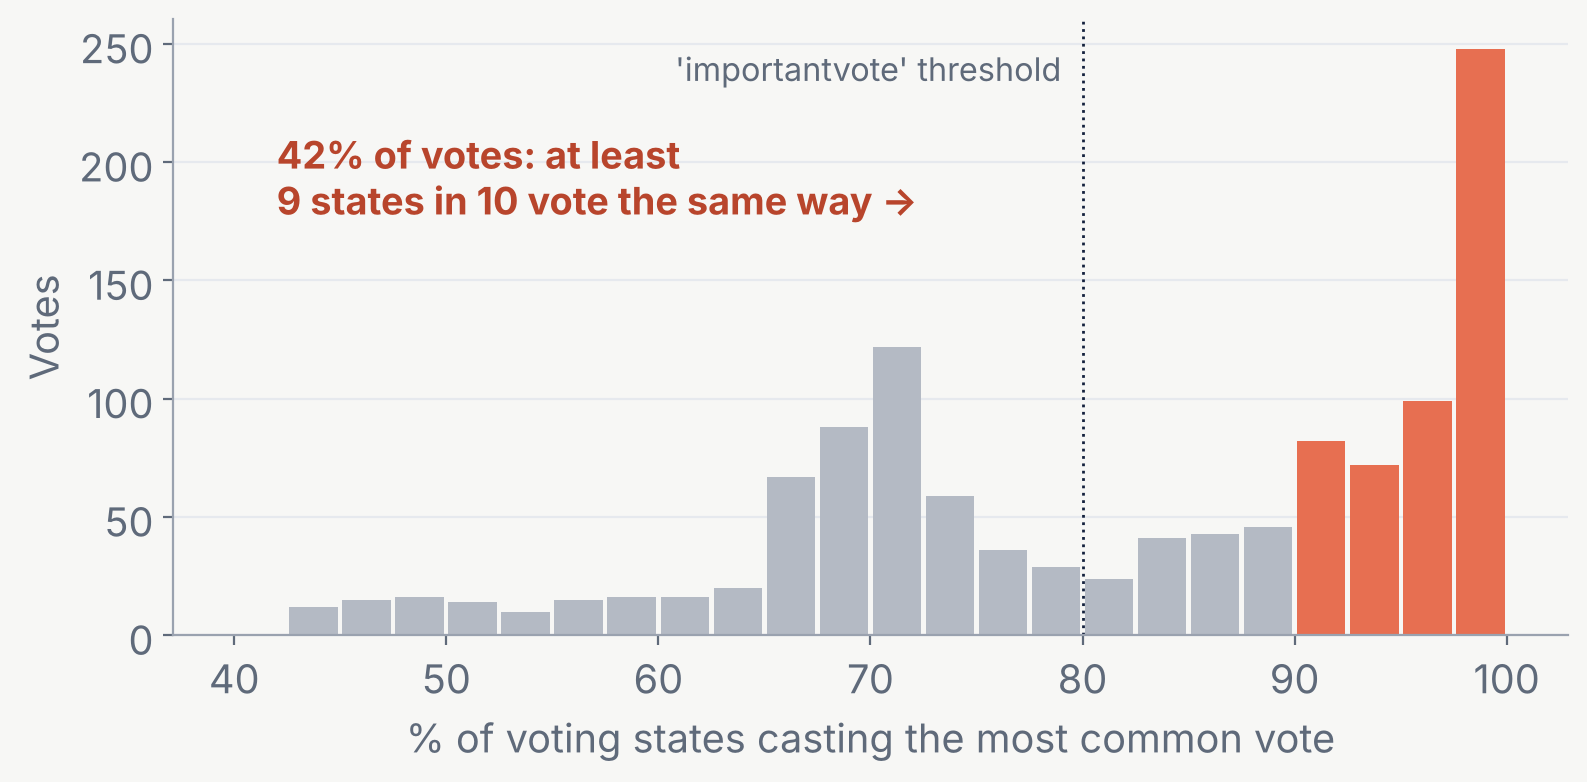 250
'importantvote' threshold
200
42% of votes: at least
9 states in 10 vote the same way →
150
Votes
100
50
0
40 50 60 70 80 90 100
% of voting states casting the most common vote